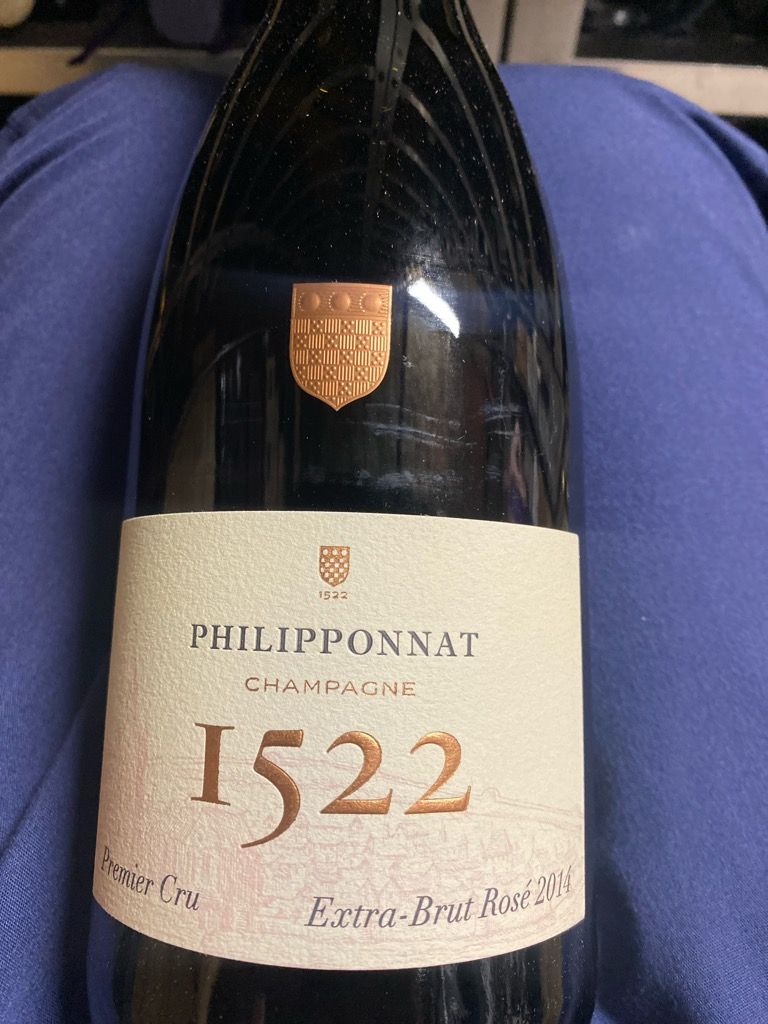 1522
PHILIPPONNAT
CHAMPAGNE
1522
Premier Cru
Extra-Brut Rosé 2014